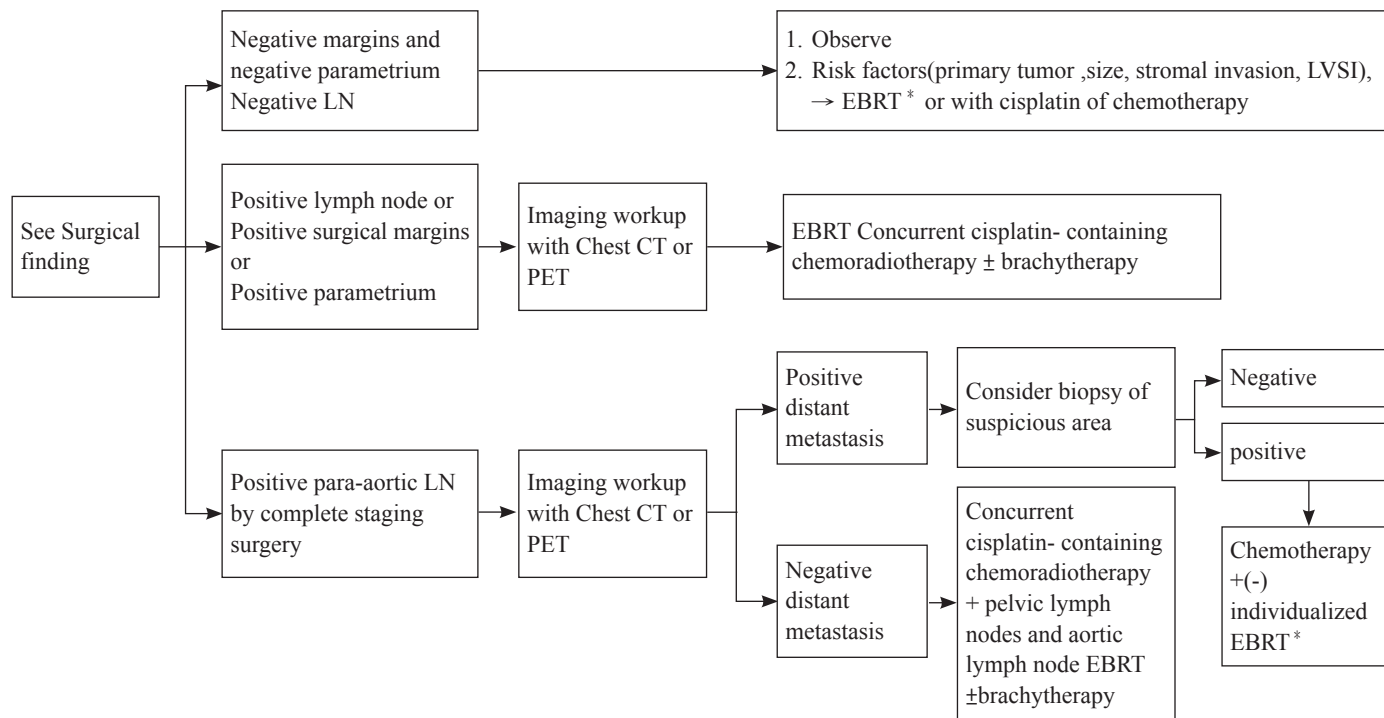 See Surgical
finding
Negative margins and
negative parametrium
Negative LN
1. Observe
2. Risk factors(primary tumor ,size, stromal invasion, LVSI),
→ EBRT * or with cisplatin of chemotherapy
Positive lymph node or
Positive surgical margins
or
Positive parametrium
Imaging workup
with Chest CT or
PET
EBRT Concurrent cisplatin- containing
chemoradiotherapy ± brachytherapy
Positive para-aortic LN
by complete staging
surgery
Imaging workup
with Chest CT or
PET
Positive
distant
metastasis
Consider biopsy of
suspicious area
Negative
positive
Chemotherapy
+(-)
individualized
EBRT *
Negative
distant
metastasis
Concurrent
cisplatin- containing
chemoradiotherapy
+ pelvic lymph
nodes and aortic
lymph node EBRT
±brachytherapy